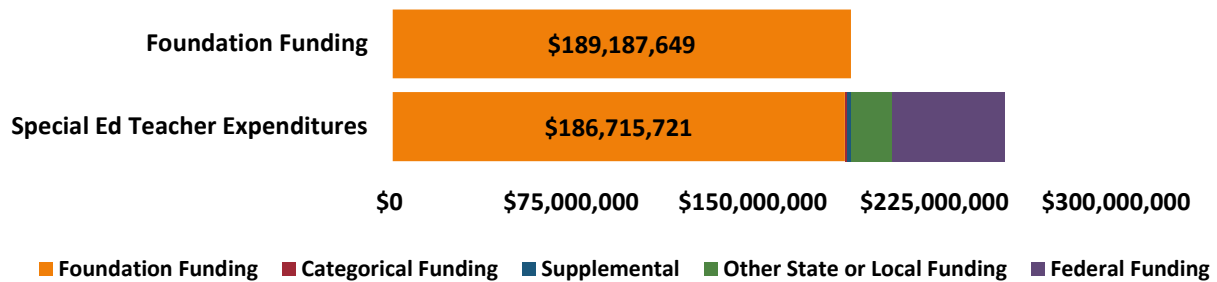 Foundation Funding
$189,187,649
Special Ed Teacher Expenditures
$186,715,721
$0 $75,000,000 $150,000,000 $225,000,000 $300,000,000
Foundation Funding Categorical Funding Supplemental Other State or Local Funding Federal Funding